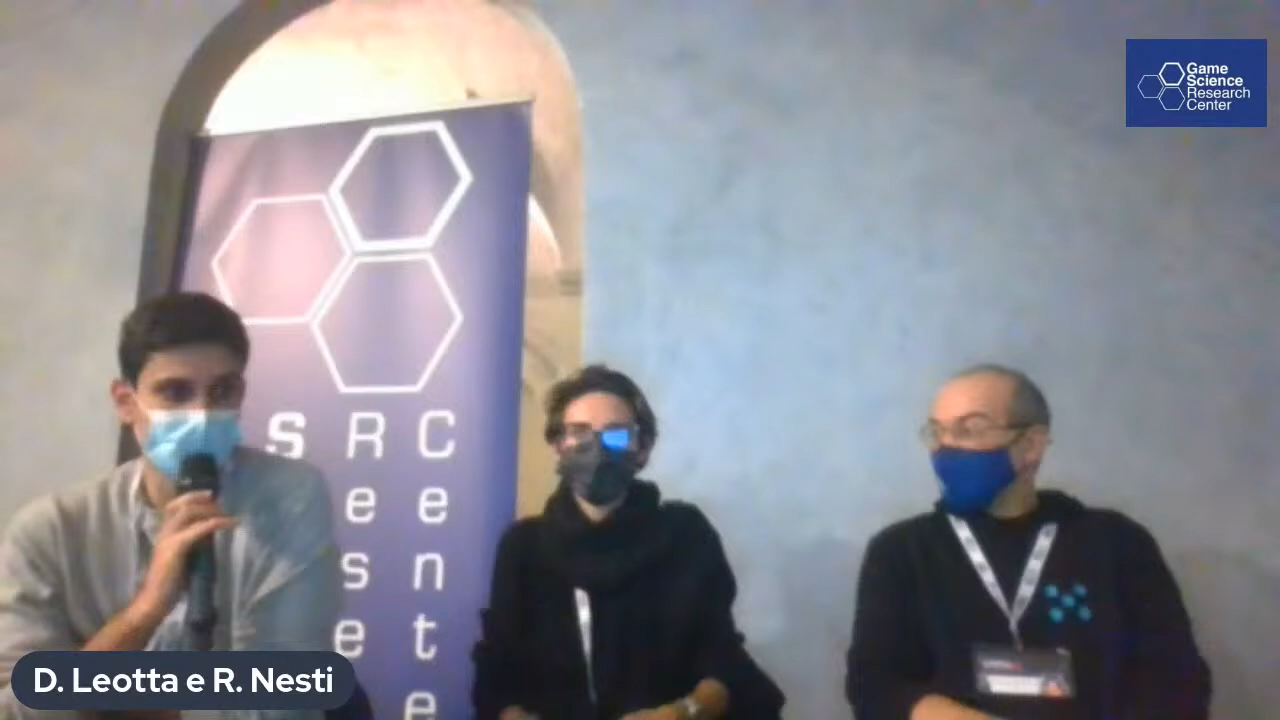 Game
Science
Research
Center
S R C
e e
s n
e t
e
D. Leotta e R. Nesti